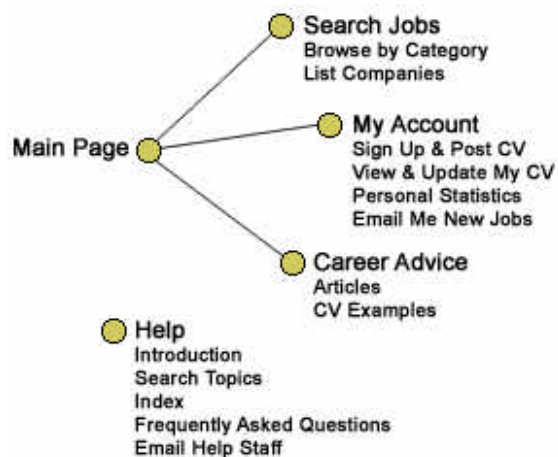 Search Jobs
Browse by Category
List Companies
Main Page
My Account
Sign Up & Post CV
View & Update My CV
Personal Statistics
Email Me New Jobs
Career Advice
Articles
CV Examples
Help
Introduction
Search Topics
Index
Frequently Asked Questions
Email Help Staff